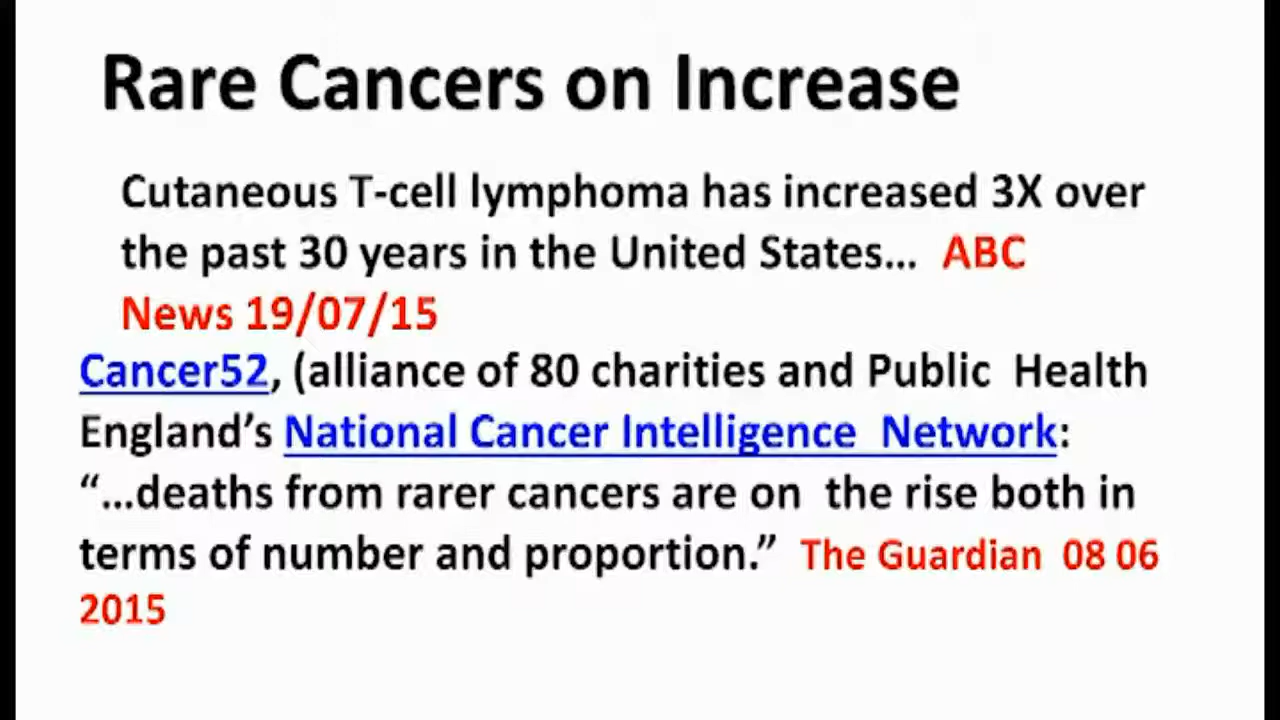 Rare Cancers on Increase
Cutaneous T-cell lymphoma has increased 3X over
the past 30 years in the United States... ABC
News 19/07/15
Cancer52, (alliance of 80 charities and Public Health
England’s National Cancer Intelligence Network:
“...deaths from rarer cancers are on the rise both in
terms of number and proportion.” The Guardian 08 06
2015